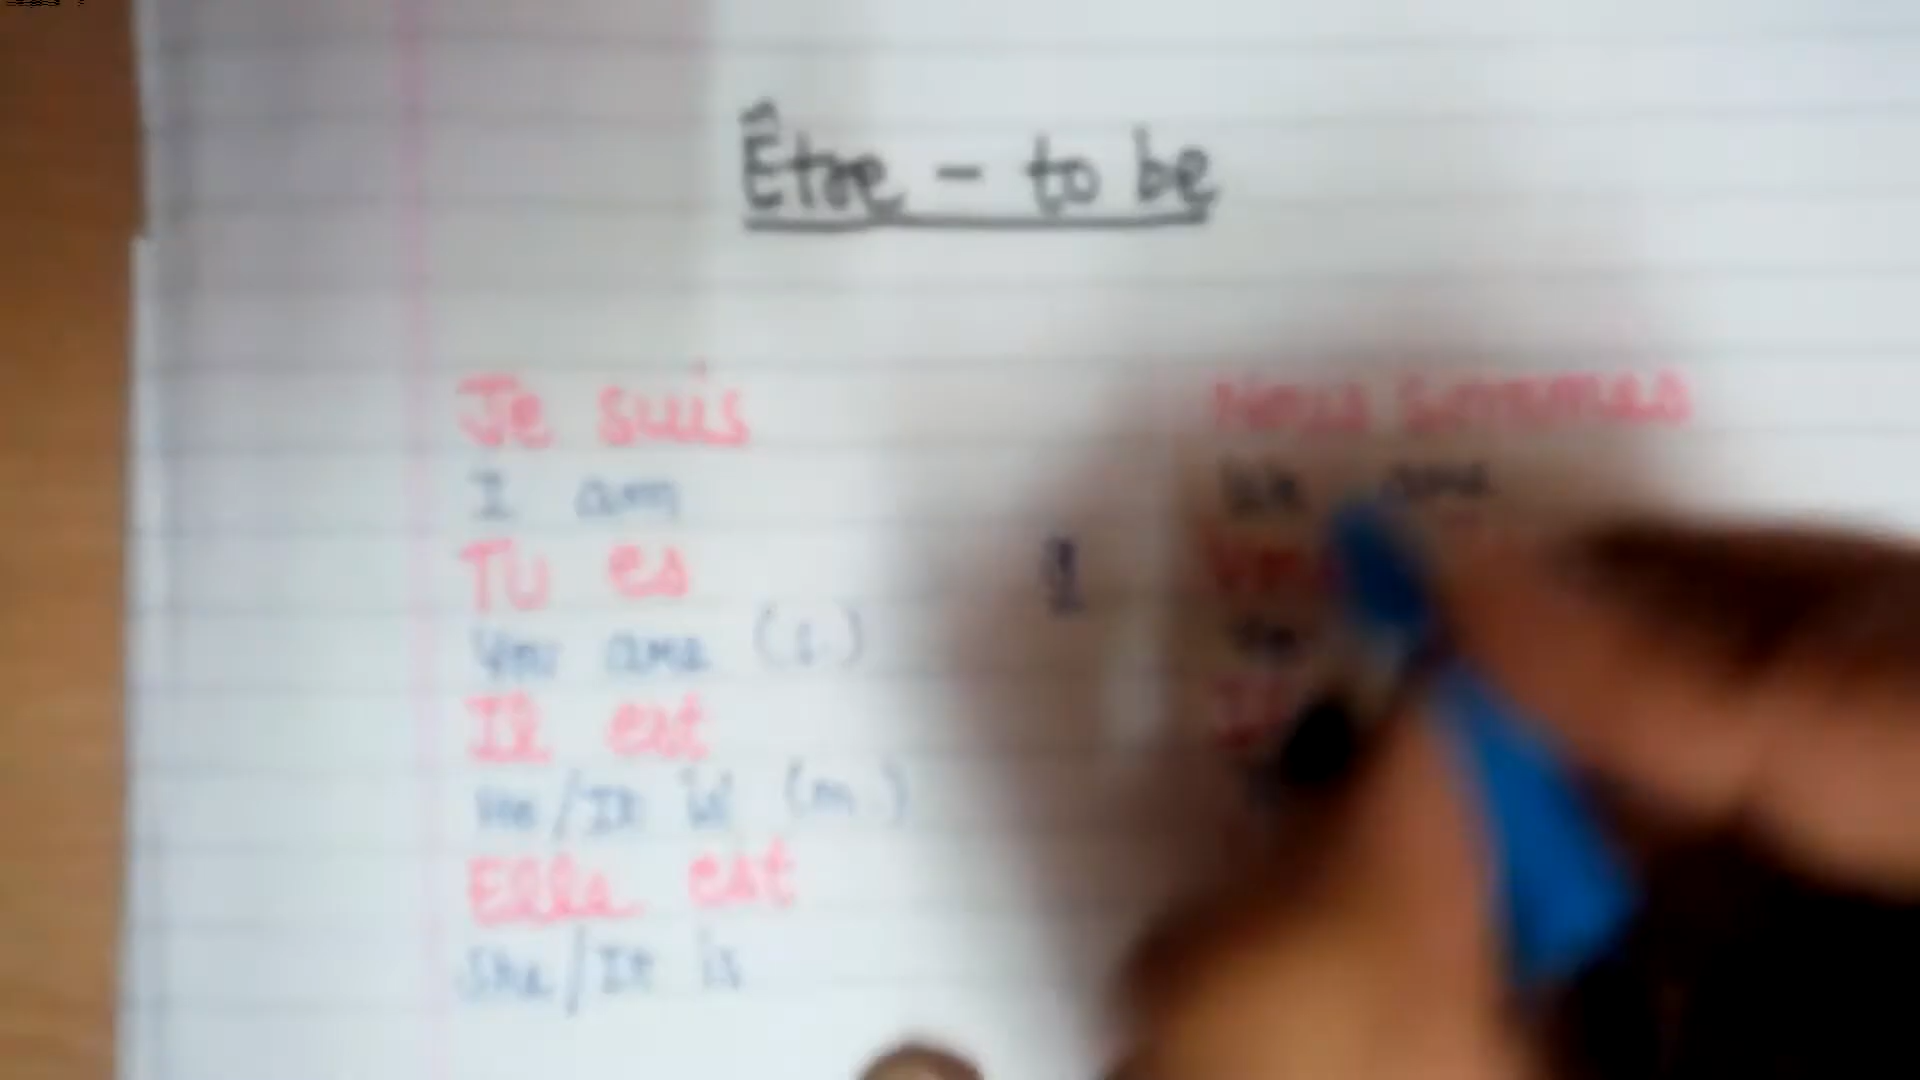 Être - to be
Je suis
I am
Tu es
You are (s.)
Il est
He/It is (m.)
Elle est
She/It is
Nous sommes
We are